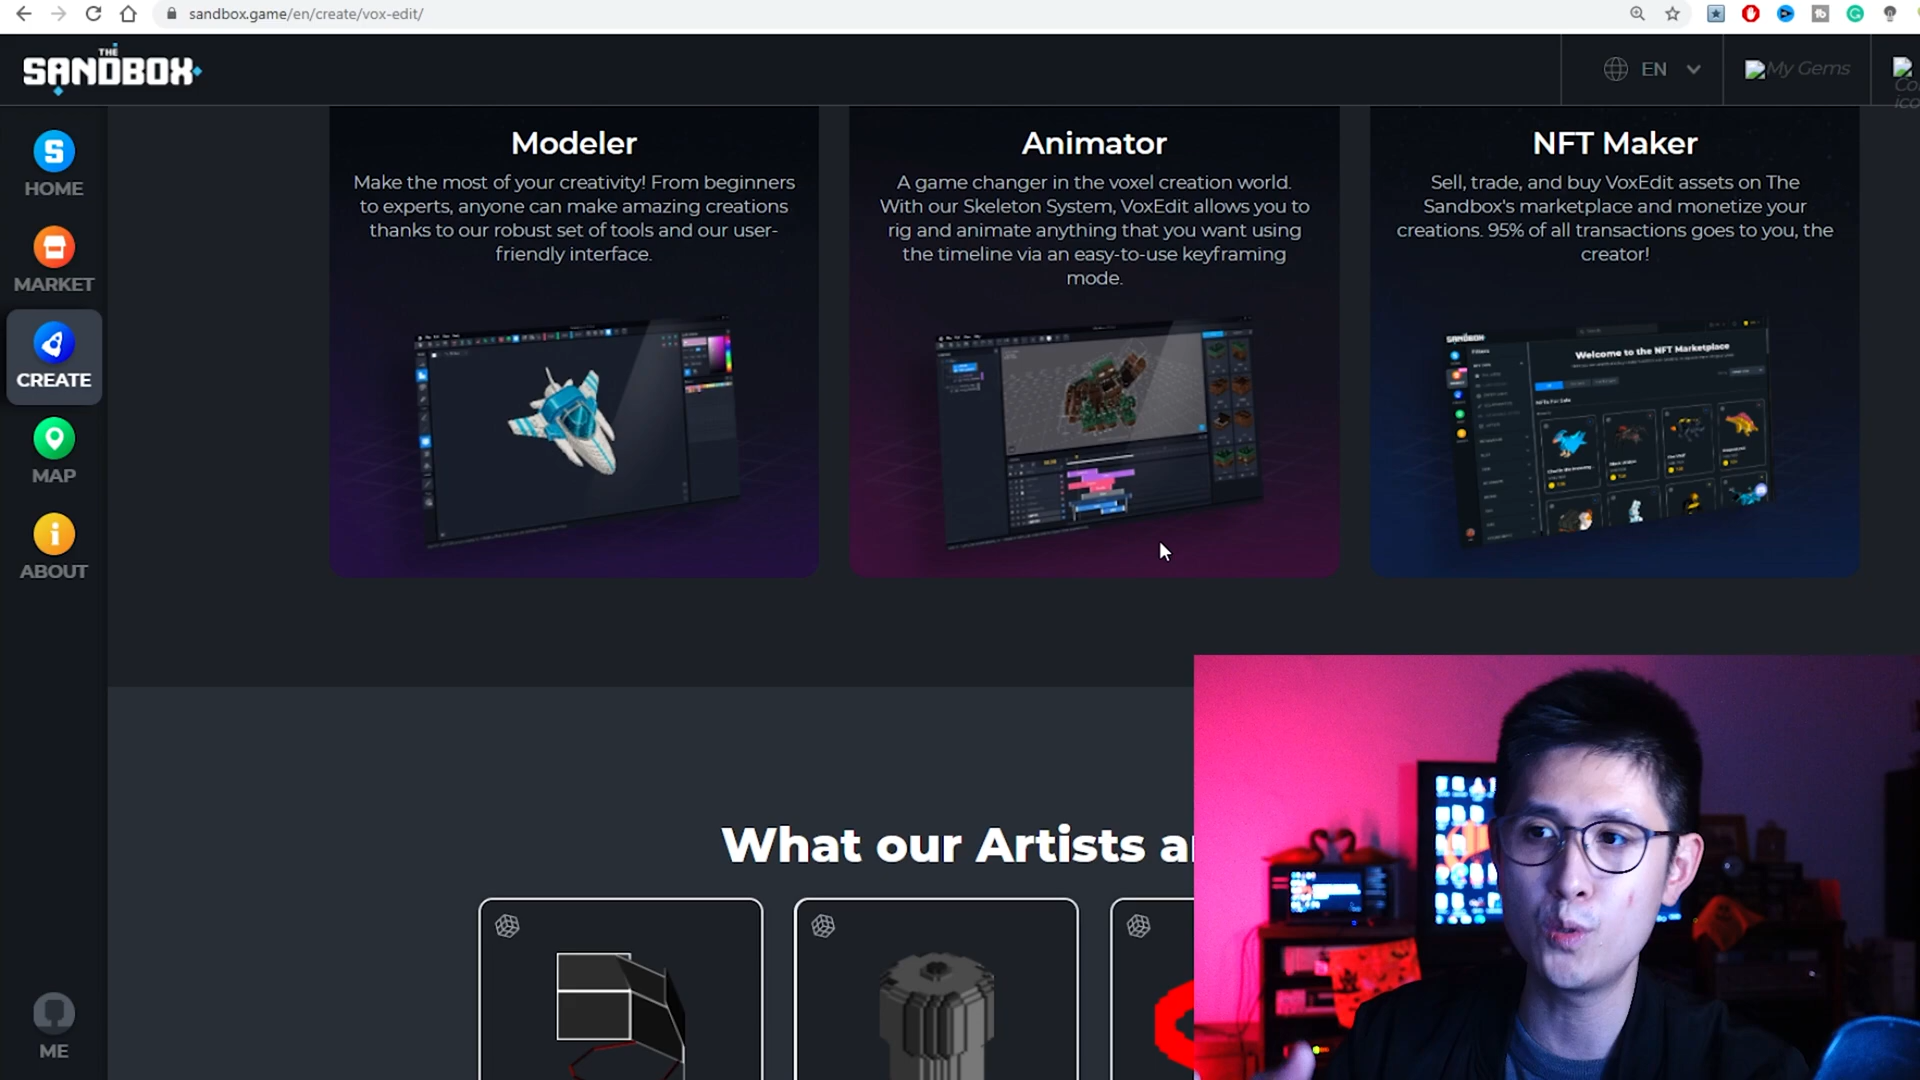 sandbox.game/en/create/vox-edit/
THE
SANDBOX
EN
My Gems
HOME
MARKET
CREATE
MAP
ABOUT
ME
Modeler
Make the most of your creativity! From beginners
to experts, anyone can make amazing creations
thanks to our robust set of tools and our user-
friendly interface.
Animator
A game changer in the voxel creation world.
With our Skeleton System, VoxEdit allows you to
rig and animate anything that you want using
the timeline via an easy-to-use keyframing
mode.
NFT Maker
Sell, trade, and buy VoxEdit assets on The
Sandbox's marketplace and monetize your
creations. 95% of all transactions goes to you, the
creator!
SANDBOX
Welcome to the NFT Marketplace
What our Artists a